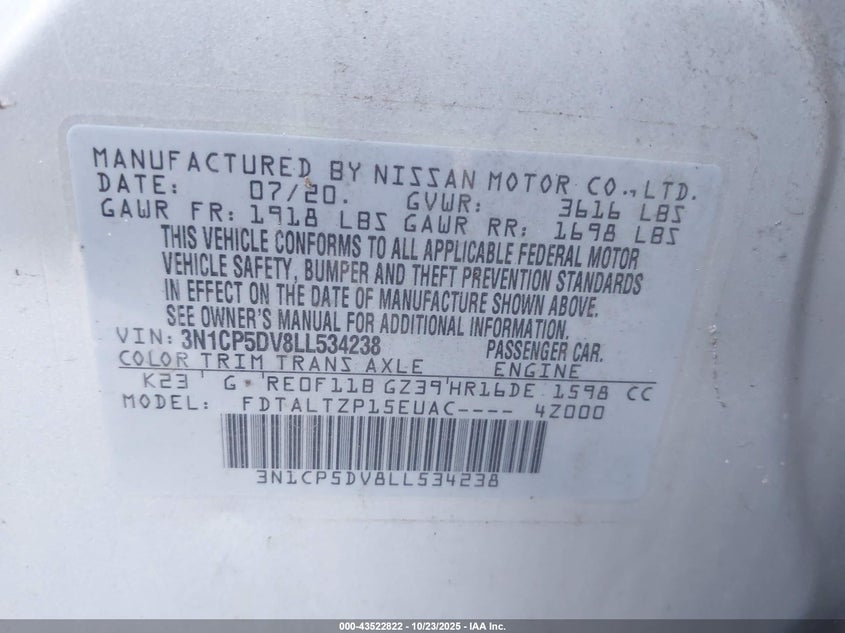 MANUFACTURED BY NISSAN MOTOR CO., LTD.
DATE: 07/20. GVWR: 3616 LBS
GAWR FR: 1918 LBS GAWR RR: 1698 LBS
THIS VEHICLE CONFORMS TO ALL APPLICABLE FEDERAL MOTOR
VEHICLE SAFETY, BUMPER AND THEFT PREVENTION STANDARDS
IN EFFECT ON THE DATE OF MANUFACTURE SHOWN ABOVE.
SEE OWNER'S MANUAL FOR ADDITIONAL INFORMATION.
VIN: 3N1CP5DV8LL534238 PASSENGER CAR.
COLOR TRIM TRANS AXLE ENGINE
K23 G RE0F11B GZ39 HR16DE 1598 CC
MODEL: FDTALTZP15EUAC---- 4Z000
3N1CP5DV8LL534238
000-43522822 - 10/23/2025 - IAA Inc.